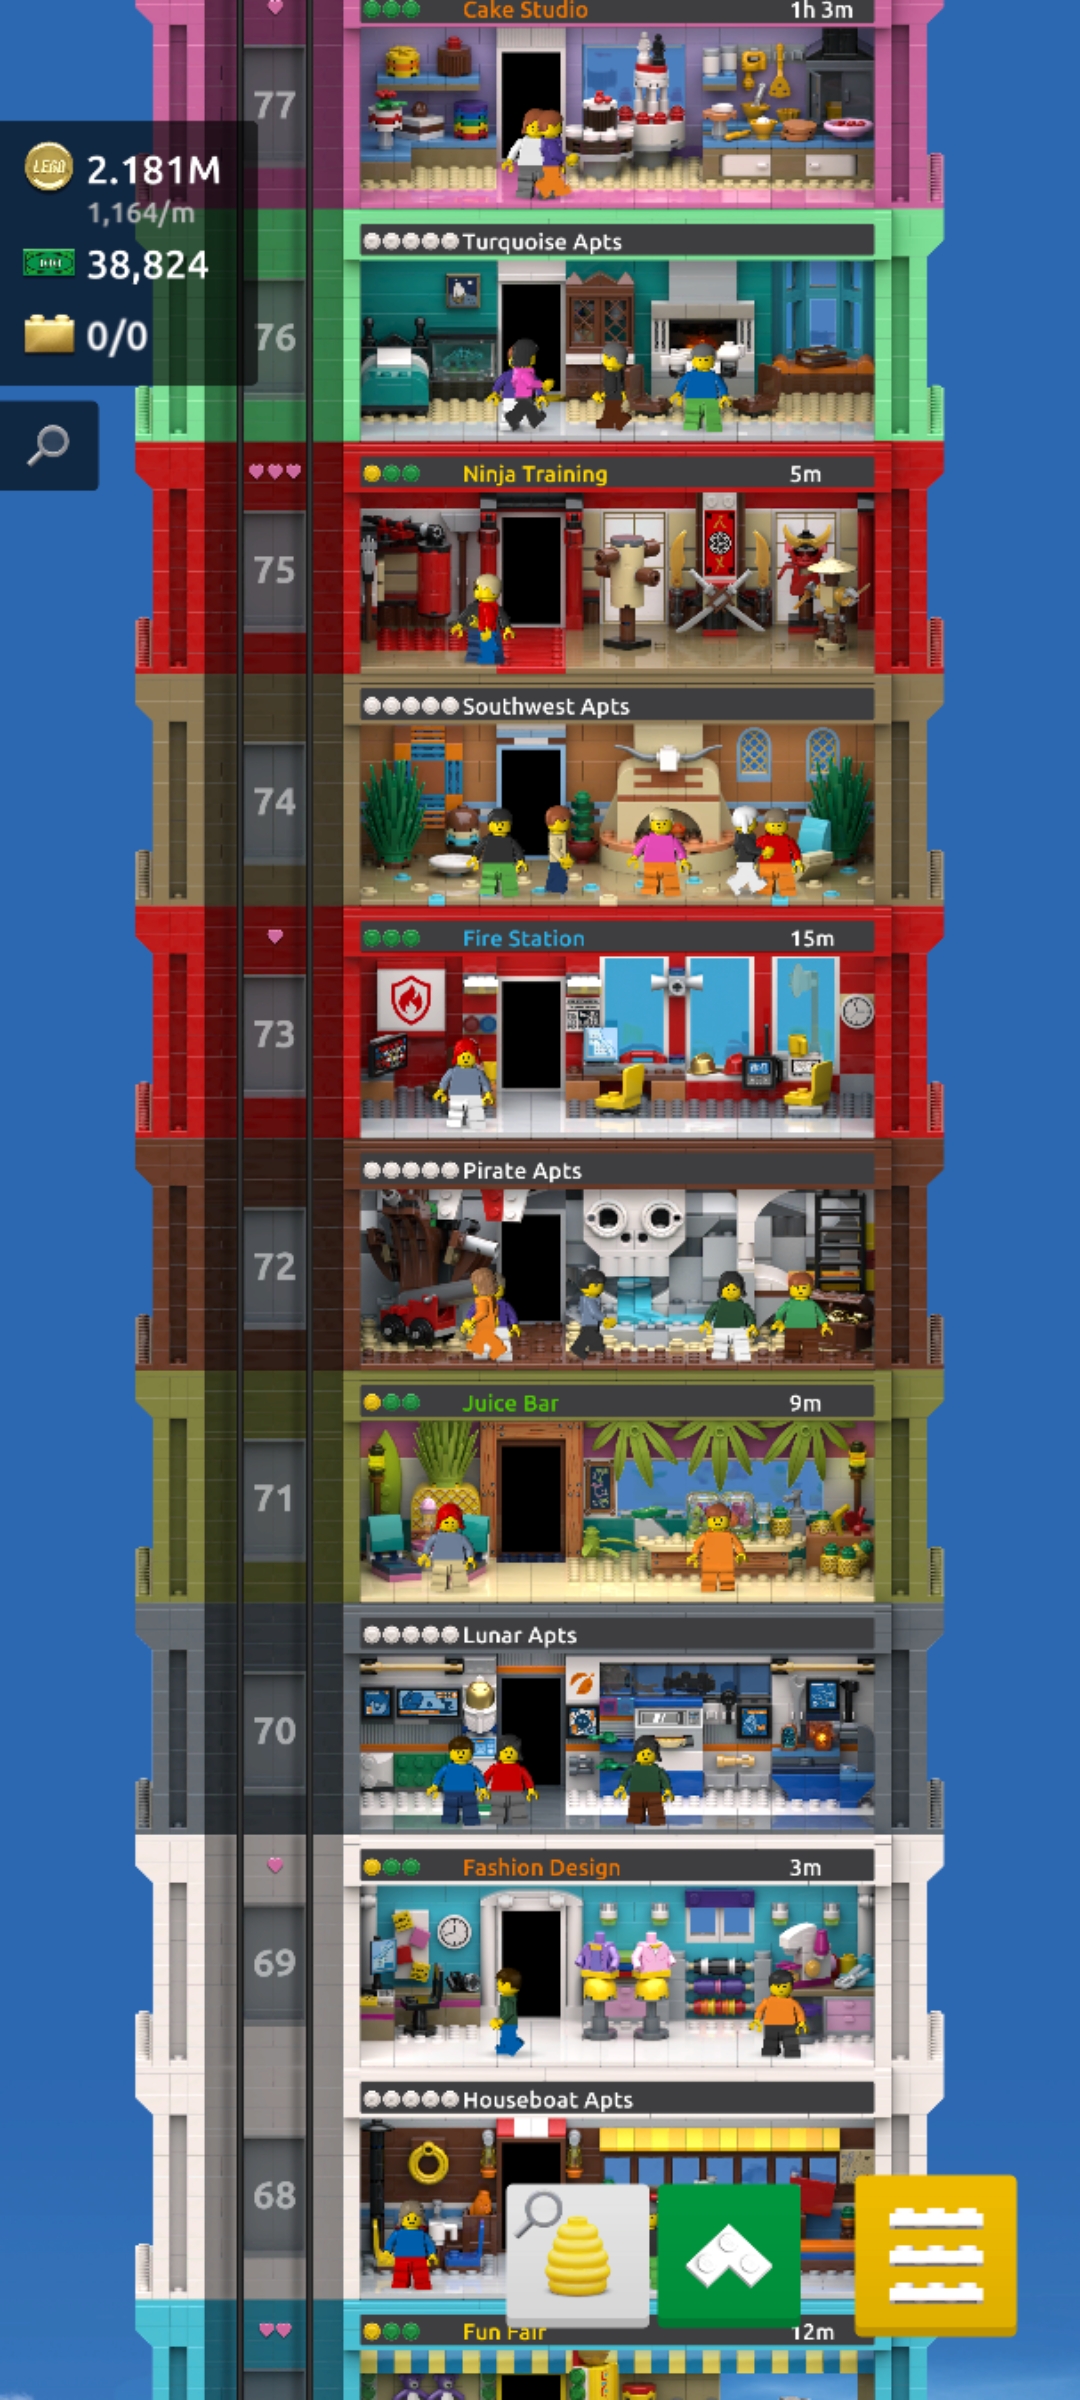 Cake Studio 1h 3m
77
LEGO 2.181M
1,164/m
38,824
0/0
Turquoise Apts
76
Ninja Training 5m
75
Southwest Apts
74
Fire Station 15m
73
Pirate Apts
72
Juice Bar 9m
71
Lunar Apts
70
Fashion Design 3m
69
Houseboat Apts
68
Fun Fair 12m